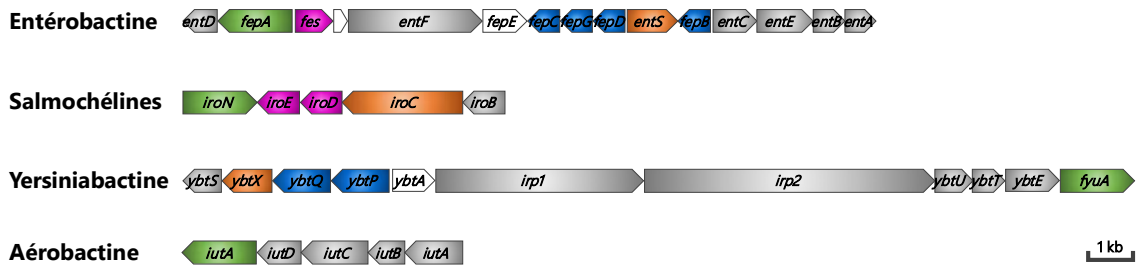 Entérobactine entD fepA fes entF fepE fepC fepG fepD entS fepB entC entE entB entA
Salmochélines iroN iroE iroD iroC iroB
Yersiniabactine ybtS ybtX ybtQ ybtP ybtA irp1 irp2 ybtU ybtT ybtE fyuA
Aérobactine iutA iutD iutC iutB iutA
1 kb